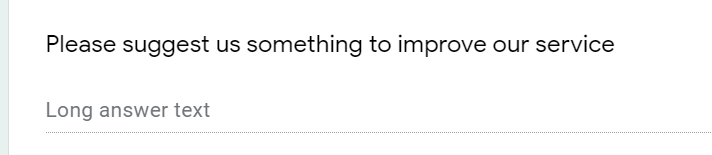 Please suggest us something to improve our service
Long answer text